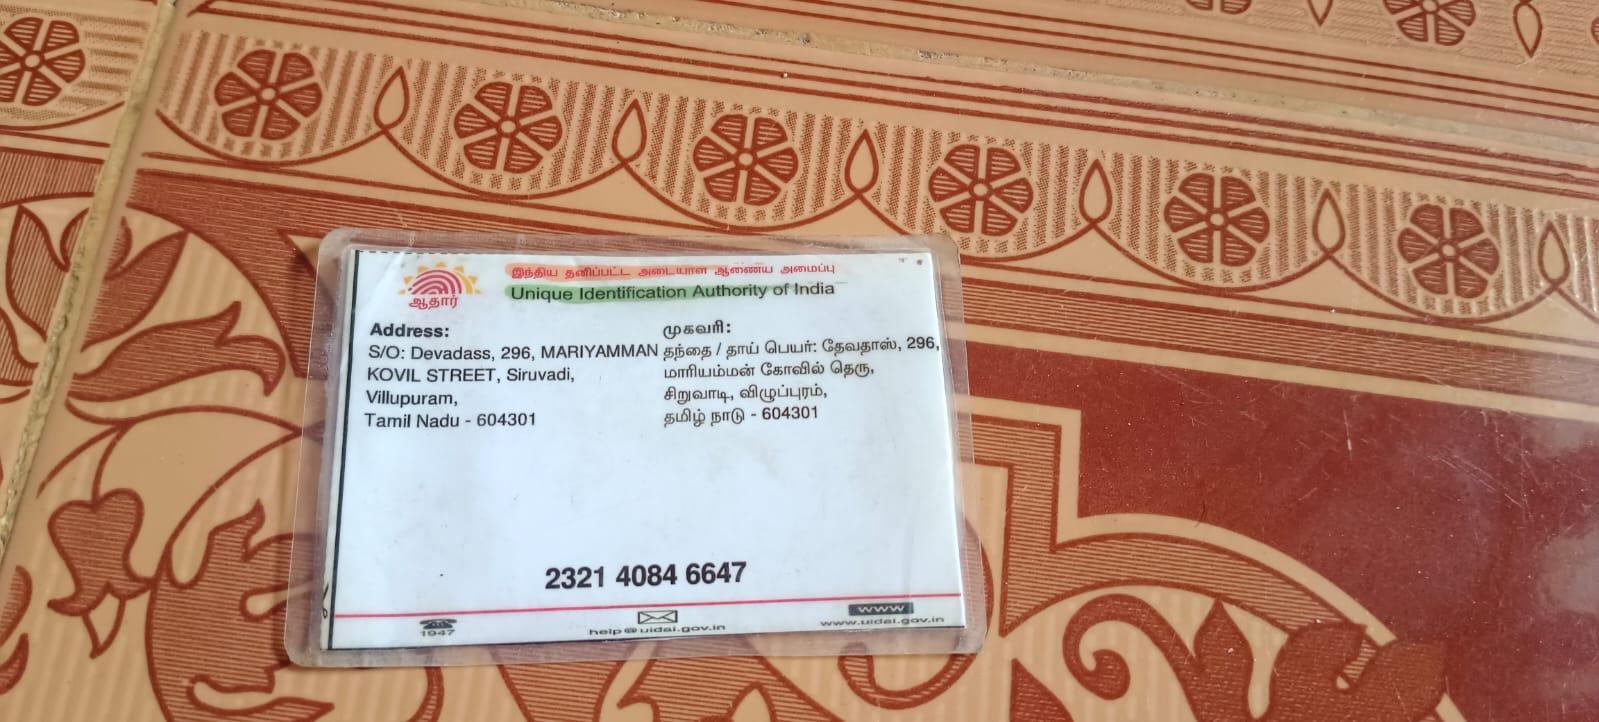 ஆதார்
இந்திய தனிப்பட்ட அடையாள ஆணைய அமைப்பு
Unique Identification Authority of India
Address:
S/O: Devadass, 296, MARIYAMMAN
KOVIL STREET, Siruvadi,
Villupuram,
Tamil Nadu - 604301
முகவரி:
தந்தை / தாய் பெயர்: தேவதாஸ், 296,
மாரியம்மன் கோவில் தெரு,
சிறுவாடி, விழுப்புரம்,
தமிழ் நாடு - 604301
2321 4084 6647
1947
help@uidai.gov.in
www
www.uidai.gov.in